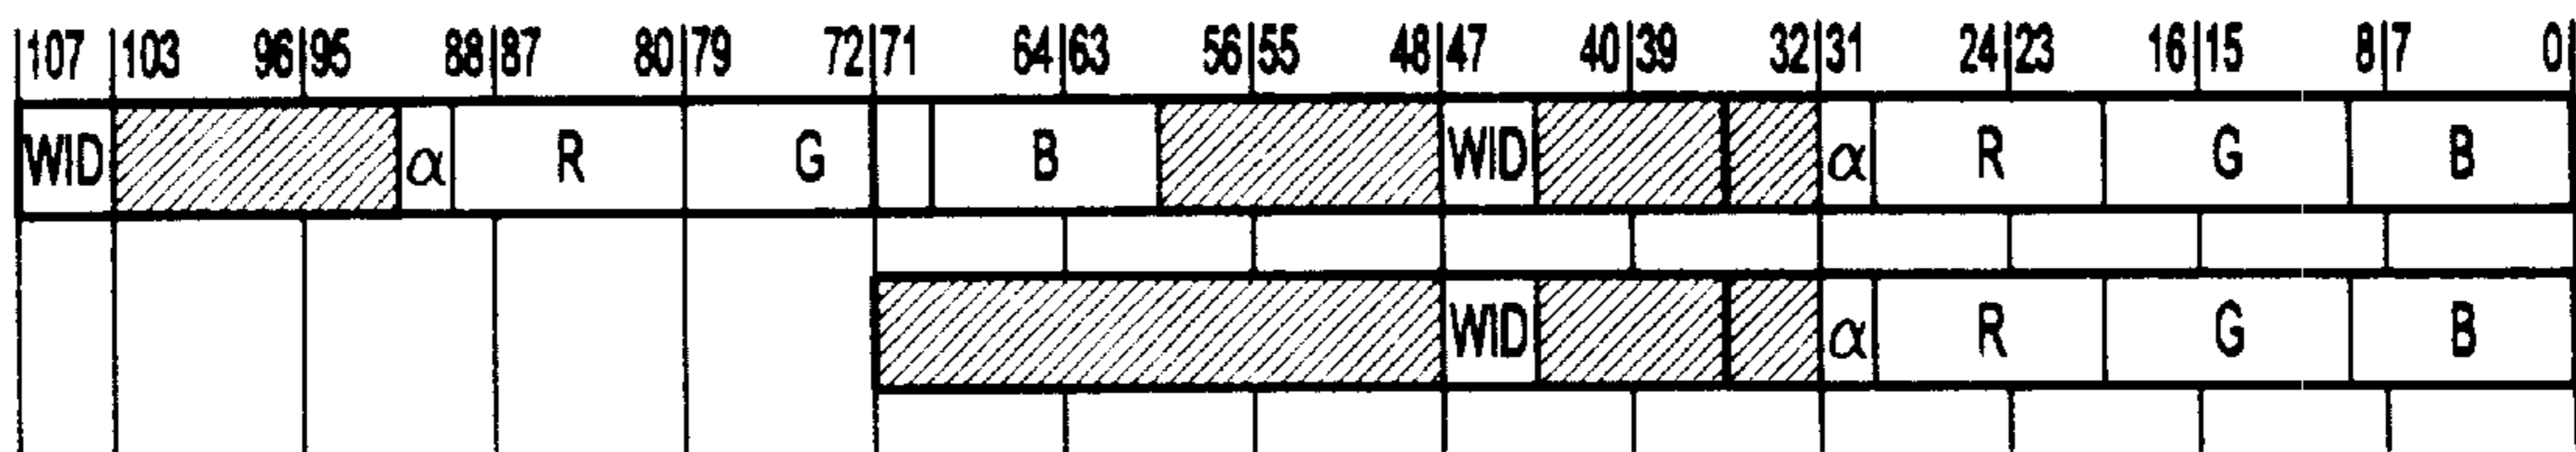 107 103 96 95 88 87 80 79 72 71 64 63 56 55 48 47 40 39 32 31 24 23 16 15 8 7 0
WID α R G B WID α R G B
WID α R G B